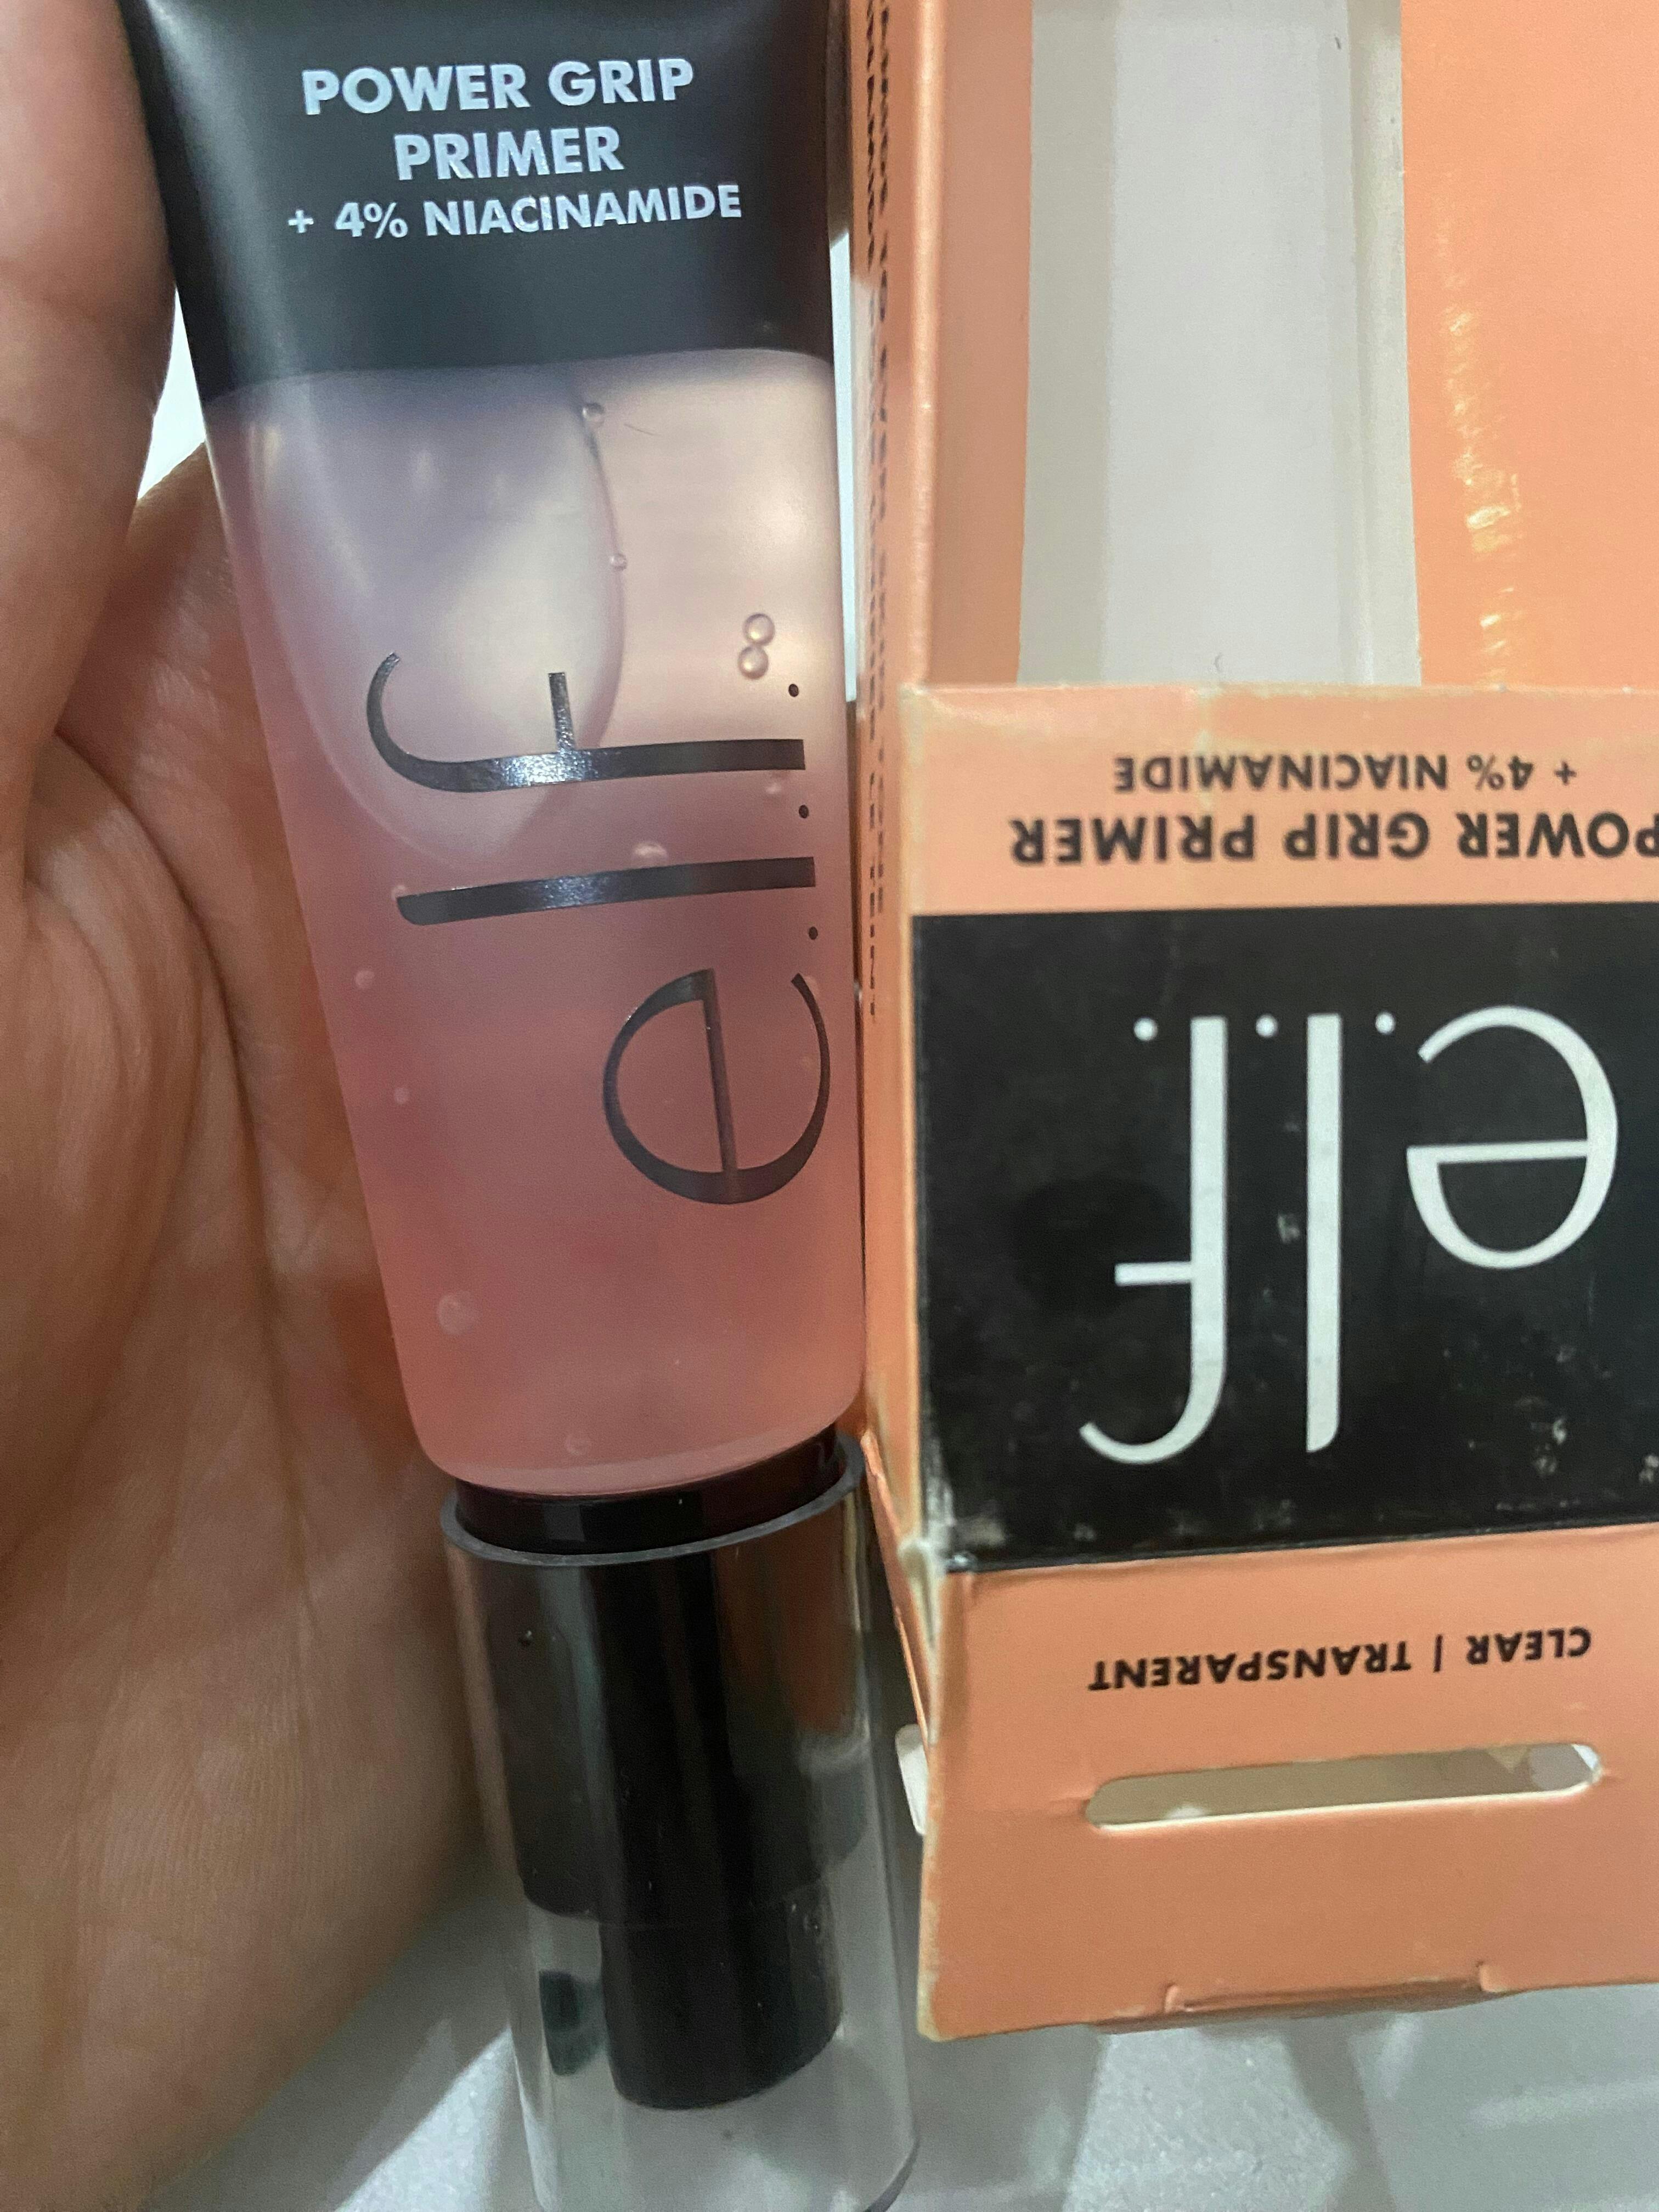 POWER GRIP
PRIMER
+ 4% NIACINAMIDE
e.l.f.
POWER GRIP PRIMER
+ 4% NIACINAMIDE
e.l.f.
CLEAR / TRANSPARENT